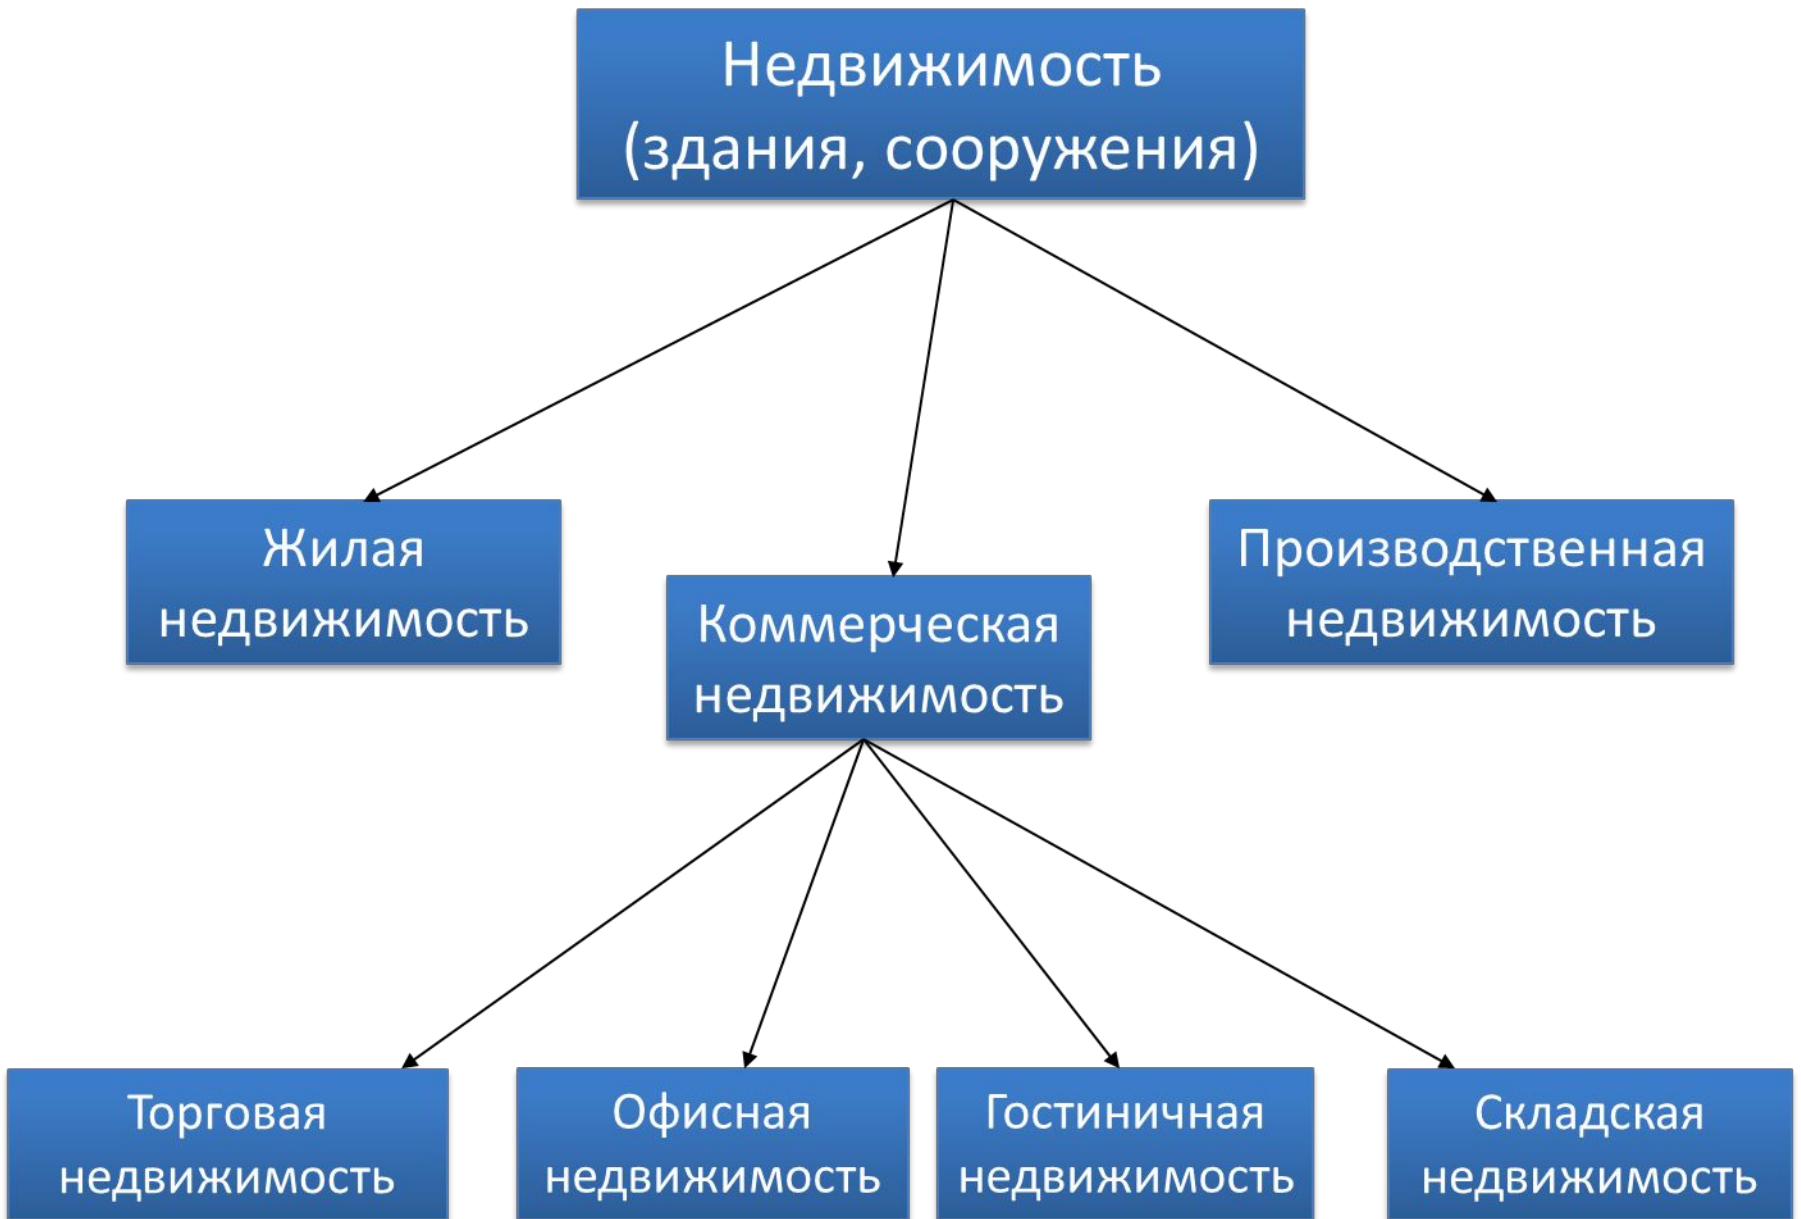 Недвижимость
(здания, сооружения)
Жилая
недвижимость
Коммерческая
недвижимость
Производственная
недвижимость
Торговая
недвижимость
Офисная
недвижимость
Гостиничная
недвижимость
Складская
недвижимость